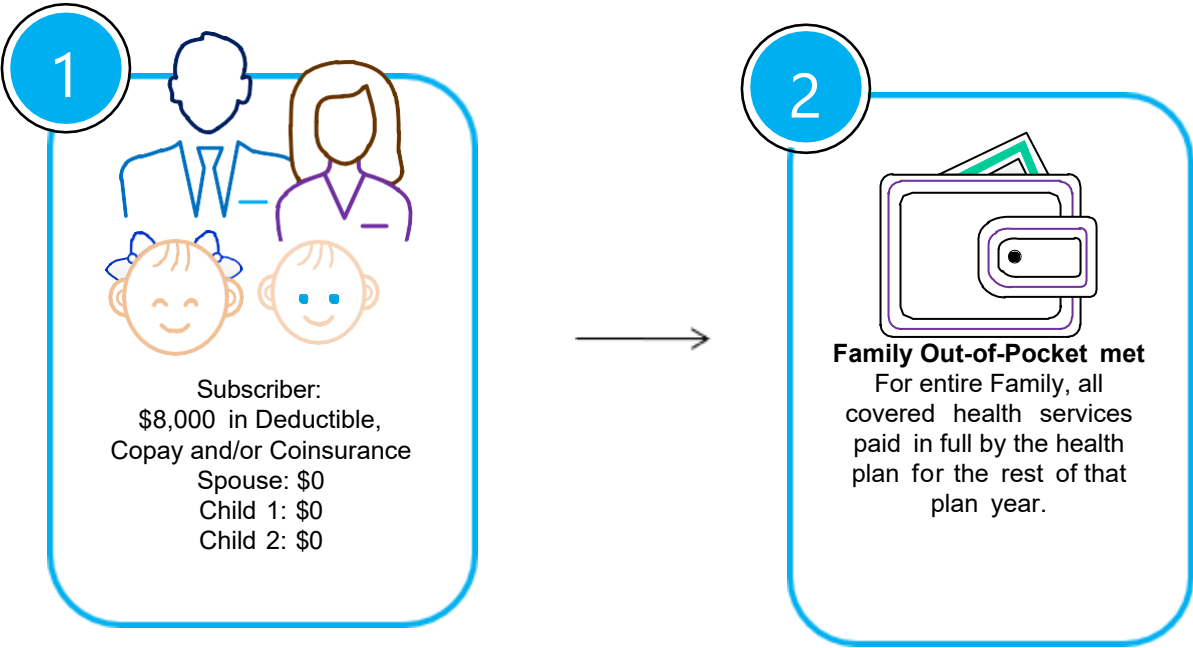 1
Subscriber:
$8,000 in Deductible,
Copay and/or Coinsurance
Spouse: $0
Child 1: $0
Child 2: $0
2
Family Out-of-Pocket met
For entire Family, all
covered health services
paid in full by the health
plan for the rest of that
plan year.